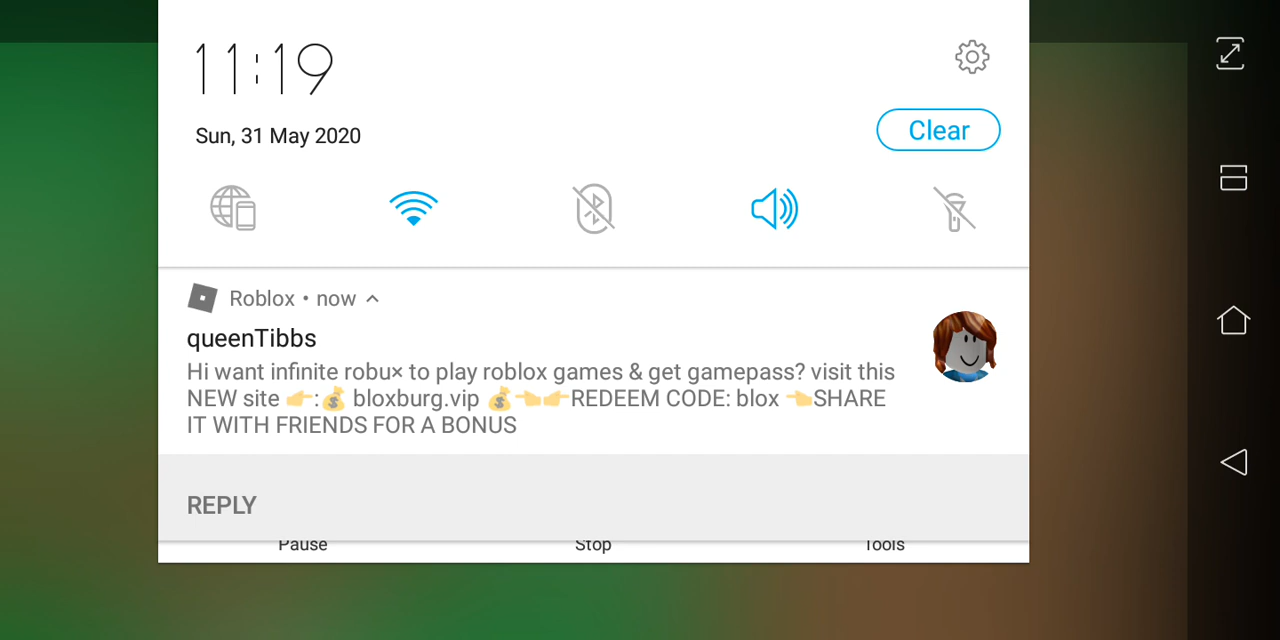 11:19
Sun, 31 May 2020
Clear
Roblox • now
queenTibbs
Hi want infinite robu× to play roblox games & get gamepass? visit this
NEW site 👉:💰 bloxburg.vip 💰👈👉REDEEM CODE: blox 👈SHARE
IT WITH FRIENDS FOR A BONUS
REPLY
Pause Stop Tools